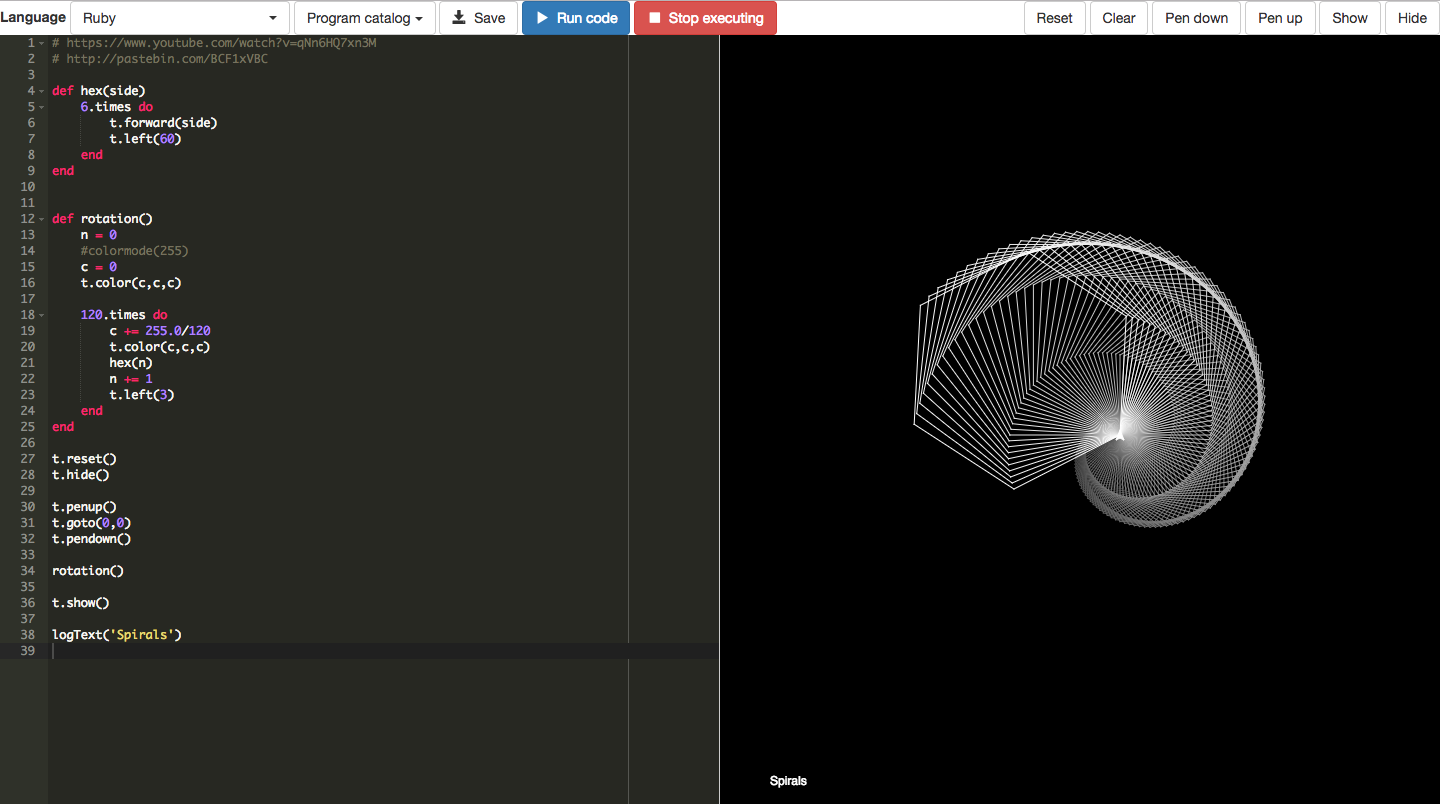 Language Ruby Program catalog Save Run code Stop executing Reset Clear Pen down Pen up Show Hide
1 # https://www.youtube.com/watch?v=qNn6HQ7xn3M
2 # http://pastebin.com/BCF1xVBC
3
4 def hex(side)
5     6.times do
6         t.forward(side)
7         t.left(60)
8     end
9 end
10
11
12 def rotation()
13     n = 0
14     #colormode(255)
15     c = 0
16     t.color(c,c,c)
17
18     120.times do
19         c += 255.0/120
20         t.color(c,c,c)
21         hex(n)
22         n += 1
23         t.left(3)
24     end
25 end
26
27 t.reset()
28 t.hide()
29
30 t.penup()
31 t.goto(0,0)
32 t.pendown()
33
34 rotation()
35
36 t.show()
37
38 logText('Spirals')
39
Spirals